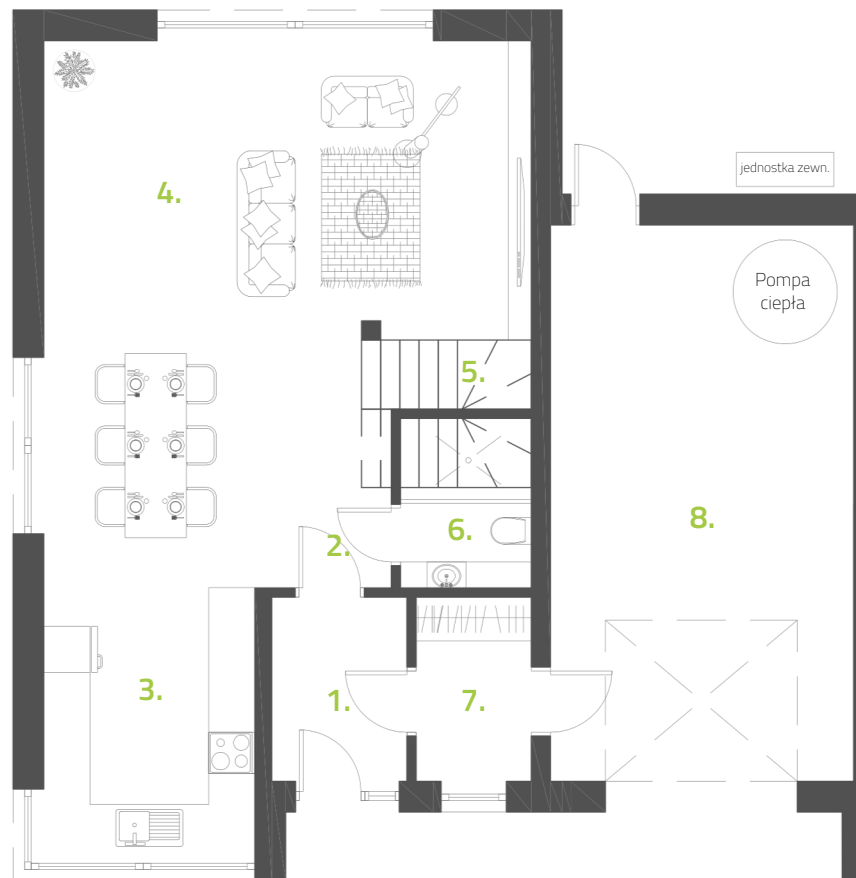 jednostka zewn.
4.
Pompa
ciepła
5.
8.
6.
2.
3.
1.
7.